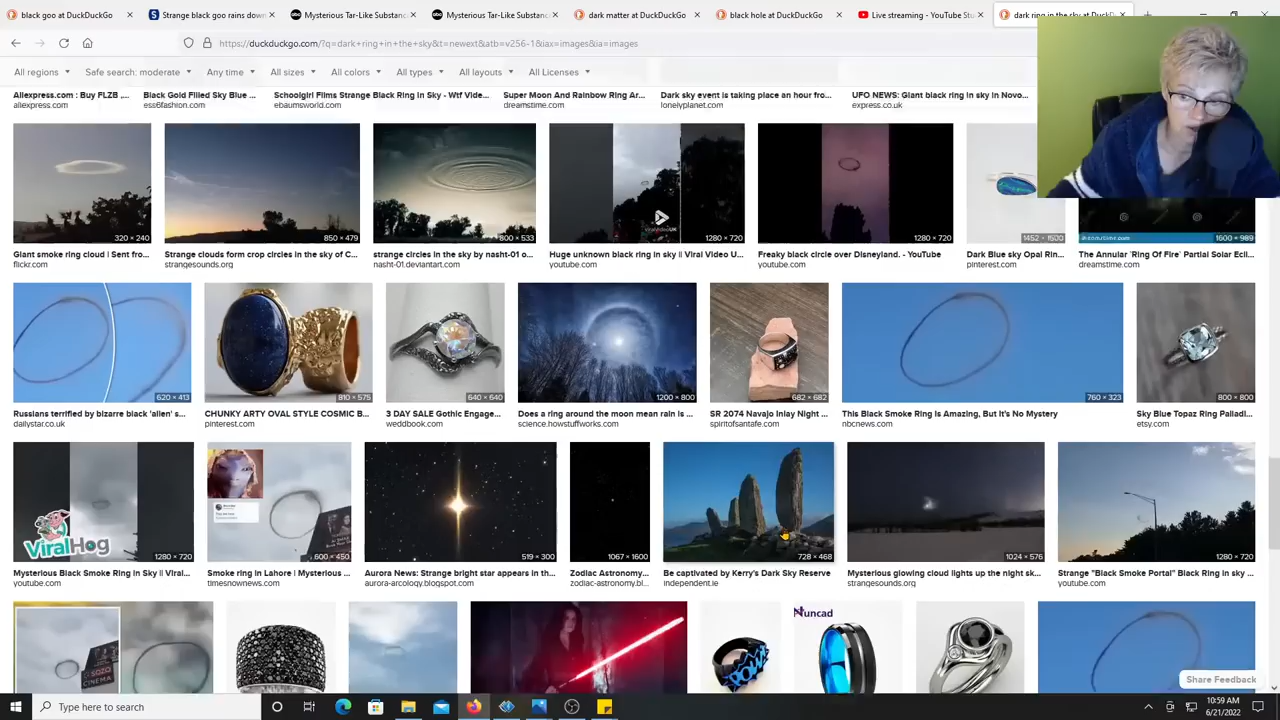 black goo at DuckDuckGo
Strange black goo rains down
Mysterious Tar-Like Substanc
Mysterious Tar-Like Substanc
dark matter at DuckDuckGo
black hole at DuckDuckGo
Live streaming - YouTube Stu
dark ring in the sky at DuckD
https://duckduckgo.com/?q=dark+ring+in+the+sky&t=newext&atb=v256-1&iax=images&ia=images
All regions
Safe search: moderate
Any time
All sizes
All colors
All types
All layouts
All Licenses
Aliexpress.com : Buy FLZB ,...
aliexpress.com
Black Gold Filled Sky Blue ...
ess6fashion.com
Schoolgirl Films Strange Black Ring In Sky - Wtf Vide...
ebaumsworld.com
Super Moon And Rainbow Ring Ar...
dreamstime.com
Dark sky event is taking place an hour fro...
lonelyplanet.com
UFO NEWS: Giant black ring in sky in Novo...
express.co.uk
320 × 240
850 × 479
800 × 533
1280 × 720
1280 × 720
1452 × 1500
1600 × 989
Giant smoke ring cloud | Sent fro...
flickr.com
Strange clouds form crop circles in the sky of C...
strangesounds.org
strange circles in the sky by nasht-01 o...
nasht-01.deviantart.com
Huge unknown black ring in sky || Viral Video U...
youtube.com
Freaky black circle over Disneyland. - YouTube
youtube.com
Dark Blue sky Opal Rin...
pinterest.com
The Annular 'Ring Of Fire' Partial Solar Ecli...
dreamstime.com
620 × 413
810 × 575
640 × 640
1200 × 800
682 × 682
760 × 323
800 × 800
Russians terrified by bizarre black 'alien' s...
dailystar.co.uk
CHUNKY ARTY OVAL STYLE COSMIC B...
pinterest.com
3 DAY SALE Gothic Engage...
weddbook.com
Does a ring around the moon mean rain is ...
science.howstuffworks.com
SR 2074 Navajo Inlay Night ...
spiritofsantafe.com
This Black Smoke Ring Is Amazing, But It's No Mystery
nbcnews.com
Sky Blue Topaz Ring Palladi...
etsy.com
ViralHog
1280 × 720
600 × 450
519 × 300
1067 × 1600
728 × 468
1024 × 576
1280 × 720
Mysterious Black Smoke Ring in Sky || Viral...
youtube.com
Smoke ring in Lahore | Mysterious ...
timesnownews.com
Aurora News: Strange bright star appears in th...
aurora-arcology.blogspot.com
Zodiac Astronomy...
zodiac-astronomy.bl...
Be captivated by Kerry's Dark Sky Reserve
independent.ie
Mysterious glowing cloud lights up the night sk...
strangesounds.org
Strange "Black Smoke Portal" Black Ring in sky ...
youtube.com
SOZO
CINEMA
Nuncad
Share Feedback
Type here to search
10:59 AM
6/21/2022